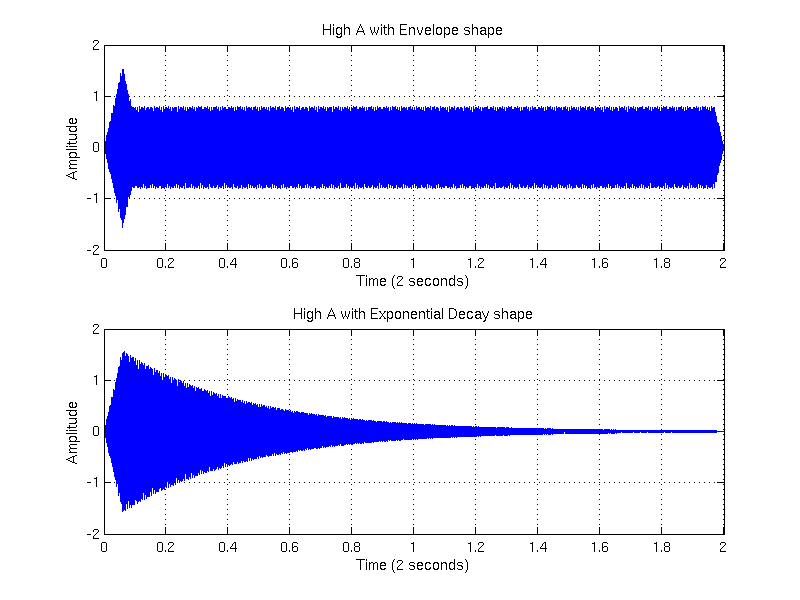 High A with Envelope shape
2
1
0
-1
-2
Amplitude
0 0.2 0.4 0.6 0.8 1 1.2 1.4 1.6 1.8 2
Time (2 seconds)
High A with Exponential Decay shape
2
1
0
-1
-2
Amplitude
0 0.2 0.4 0.6 0.8 1 1.2 1.4 1.6 1.8 2
Time (2 seconds)